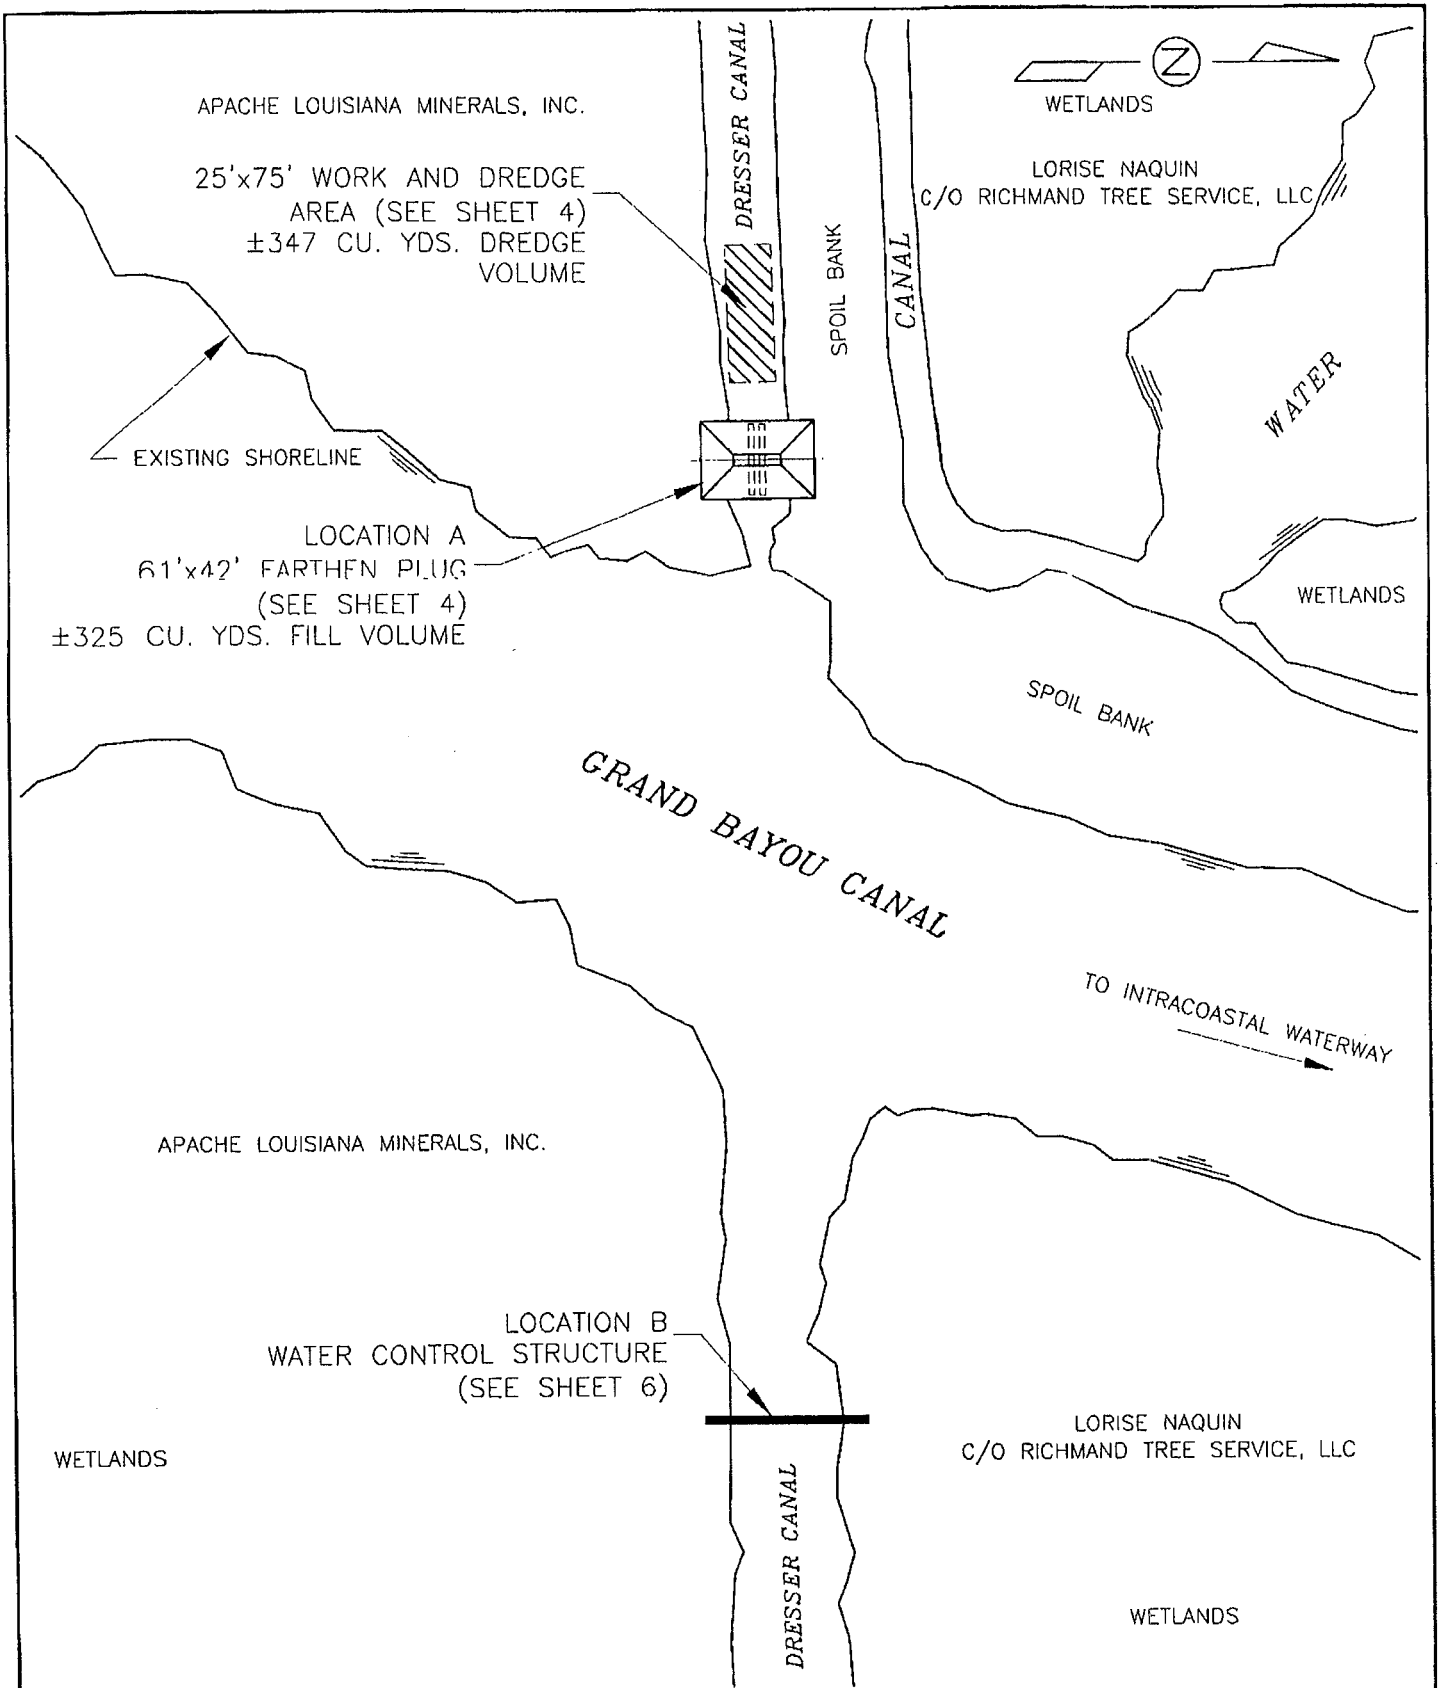 DRESSER CANAL
N
WETLANDS
APACHE LOUISIANA MINERALS, INC.
LORISE NAQUIN
C/O RICHMAND TREE SERVICE, LLC
25'x75' WORK AND DREDGE
AREA (SEE SHEET 4)
±347 CU. YDS. DREDGE
VOLUME
SPOIL BANK
CANAL
WATER
EXISTING SHORELINE
LOCATION A
61'x42' EARTHEN PLUG
(SEE SHEET 4)
±325 CU. YDS. FILL VOLUME
WETLANDS
SPOIL BANK
GRAND BAYOU CANAL
TO INTRACOASTAL WATERWAY
APACHE LOUISIANA MINERALS, INC.
LOCATION B
WATER CONTROL STRUCTURE
(SEE SHEET 6)
LORISE NAQUIN
C/O RICHMAND TREE SERVICE, LLC
WETLANDS
DRESSER CANAL
WETLANDS